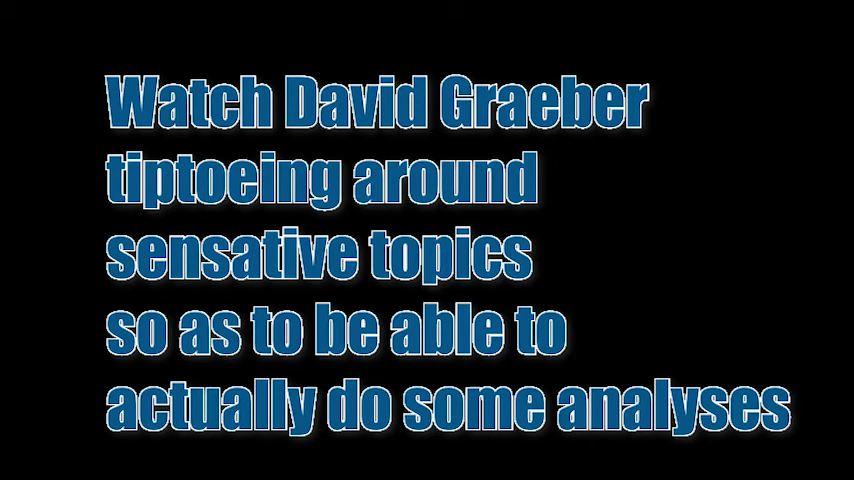 Watch David Graeber
tiptoeing around
sensative topics
so as to be able to
actually do some analyses